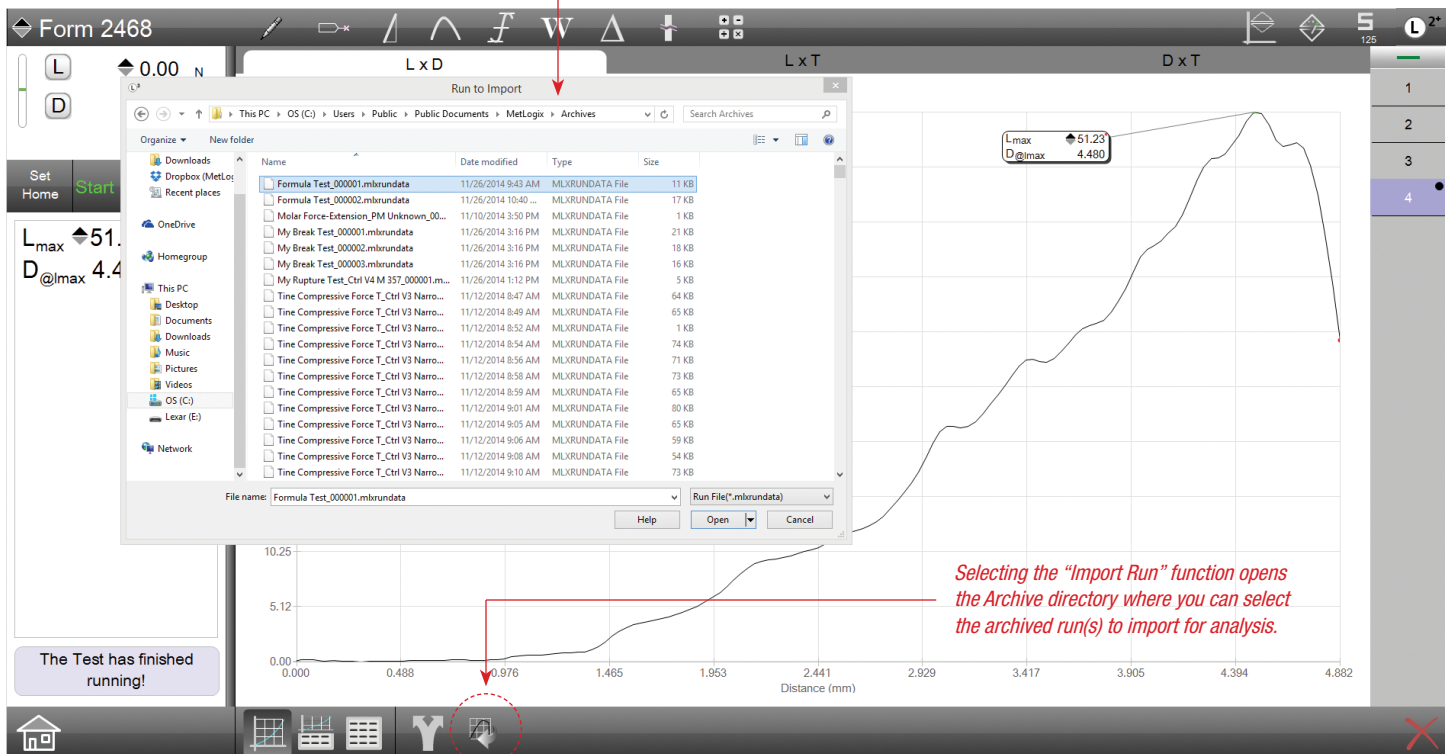 Form 2468
W
5
125
L 2+
L
0.00 N
D
L x D
L x T
D x T
1
2
3
4
Set Home
Start
Lmax 51.
D@lmax 4.4
L³
Run to Import
This PC ▸ OS (C:) ▸ Users ▸ Public ▸ Public Documents ▸ MetLogix ▸ Archives
Search Archives
Organize
New folder
Downloads
Dropbox (MetLog
Recent places
OneDrive
Homegroup
This PC
Desktop
Documents
Downloads
Music
Pictures
Videos
OS (C:)
Lexar (E:)
Network
Name Date modified Type Size
Formula Test_000001.mlxrundata 11/26/2014 9:43 AM MLXRUNDATA File 11 KB
Formula Test_000002.mlxrundata 11/26/2014 10:40 ... MLXRUNDATA File 17 KB
Molar Force-Extension_PM Unknown_00... 11/10/2014 3:50 PM MLXRUNDATA File 1 KB
My Break Test_000001.mlxrundata 11/26/2014 3:16 PM MLXRUNDATA File 21 KB
My Break Test_000002.mlxrundata 11/26/2014 3:16 PM MLXRUNDATA File 18 KB
My Break Test_000003.mlxrundata 11/26/2014 3:16 PM MLXRUNDATA File 16 KB
My Rupture Test_Ctrl V4 M 357_000001.m... 11/26/2014 1:12 PM MLXRUNDATA File 5 KB
Tine Compressive Force T_Ctrl V3 Narro... 11/12/2014 8:47 AM MLXRUNDATA File 64 KB
Tine Compressive Force T_Ctrl V3 Narro... 11/12/2014 8:49 AM MLXRUNDATA File 65 KB
Tine Compressive Force T_Ctrl V3 Narro... 11/12/2014 8:52 AM MLXRUNDATA File 1 KB
Tine Compressive Force T_Ctrl V3 Narro... 11/12/2014 8:54 AM MLXRUNDATA File 74 KB
Tine Compressive Force T_Ctrl V3 Narro... 11/12/2014 8:56 AM MLXRUNDATA File 71 KB
Tine Compressive Force T_Ctrl V3 Narro... 11/12/2014 8:58 AM MLXRUNDATA File 73 KB
Tine Compressive Force T_Ctrl V3 Narro... 11/12/2014 8:59 AM MLXRUNDATA File 65 KB
Tine Compressive Force T_Ctrl V3 Narro... 11/12/2014 9:01 AM MLXRUNDATA File 80 KB
Tine Compressive Force T_Ctrl V3 Narro... 11/12/2014 9:05 AM MLXRUNDATA File 65 KB
Tine Compressive Force T_Ctrl V3 Narro... 11/12/2014 9:06 AM MLXRUNDATA File 59 KB
Tine Compressive Force T_Ctrl V3 Narro... 11/12/2014 9:08 AM MLXRUNDATA File 54 KB
Tine Compressive Force T_Ctrl V3 Narro... 11/12/2014 9:10 AM MLXRUNDATA File 73 KB
File name: Formula Test_000001.mlxrundata
Run File(*.mlxrundata)
Help
Open
Cancel
Lmax 51.23
D@lmax 4.480
10.25
5.12
0.00
0.000 0.488 0.976 1.465 1.953 2.441 2.929 3.417 3.905 4.394 4.882
Distance (mm)
Selecting the “Import Run” function opens
the Archive directory where you can select
the archived run(s) to import for analysis.
The Test has finished
running!